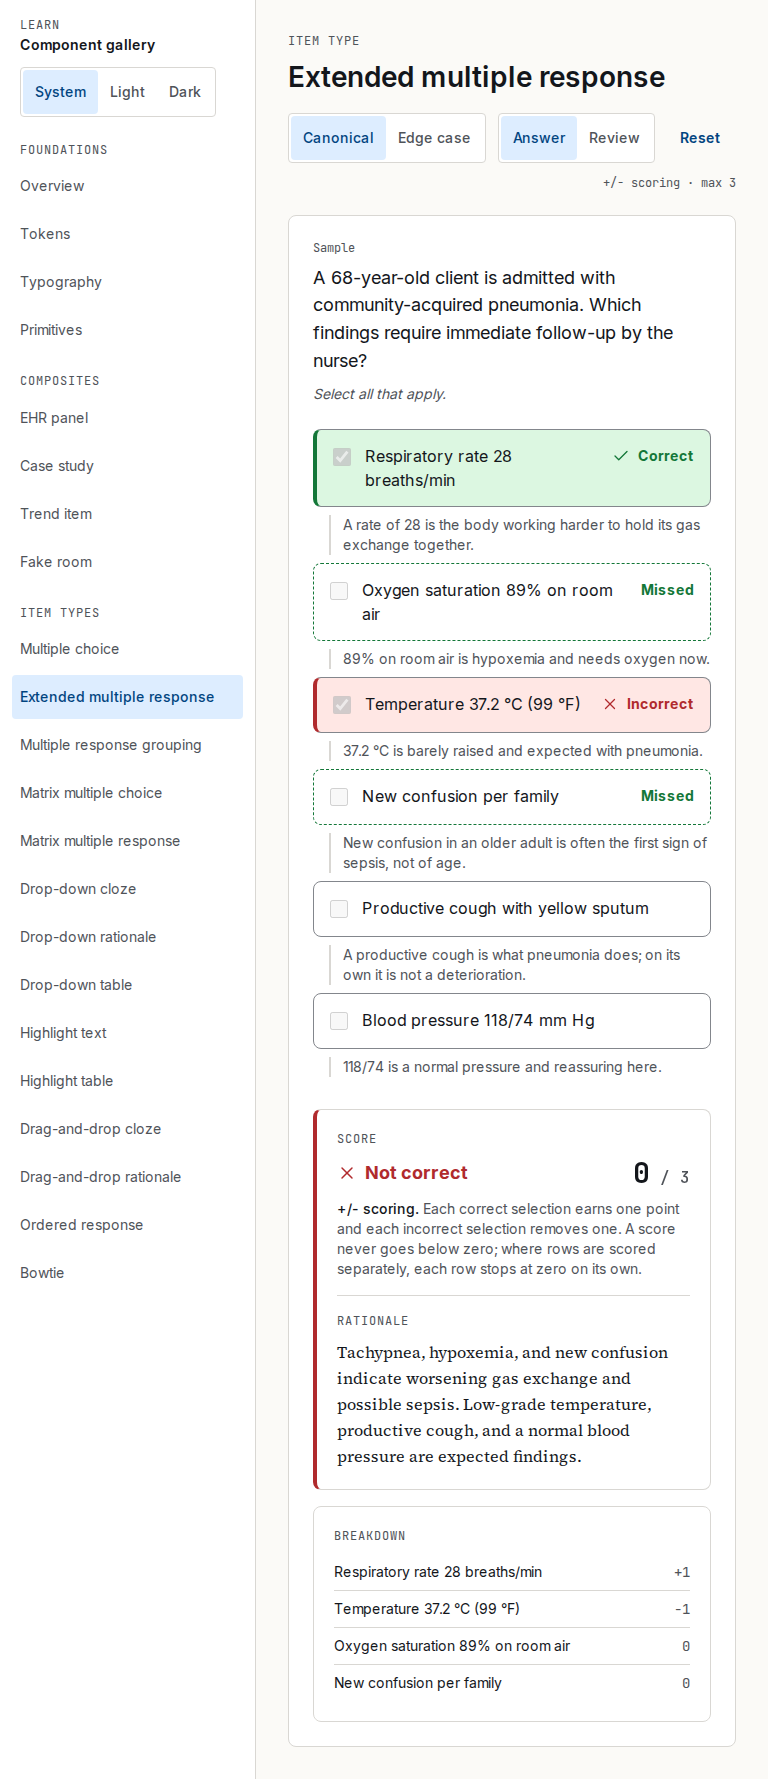 LEARN
Component gallery
System Light Dark
FOUNDATIONS
Overview
Tokens
Typography
Primitives
COMPOSITES
EHR panel
Case study
Trend item
Fake room
ITEM TYPES
Multiple choice
Extended multiple response
Multiple response grouping
Matrix multiple choice
Matrix multiple response
Drop-down cloze
Drop-down rationale
Drop-down table
Highlight text
Highlight table
Drag-and-drop cloze
Drag-and-drop rationale
Ordered response
Bowtie
ITEM TYPE
Extended multiple response
Canonical Edge case Answer Review Reset
+/- scoring · max 3
Sample
A 68-year-old client is admitted with
community-acquired pneumonia. Which
findings require immediate follow-up by the
nurse?
Select all that apply.
Respiratory rate 28 Correct
breaths/min
A rate of 28 is the body working harder to hold its gas
exchange together.
Oxygen saturation 89% on room Missed
air
89% on room air is hypoxemia and needs oxygen now.
Temperature 37.2 °C (99 °F) Incorrect
37.2 °C is barely raised and expected with pneumonia.
New confusion per family Missed
New confusion in an older adult is often the first sign of
sepsis, not of age.
Productive cough with yellow sputum
A productive cough is what pneumonia does; on its
own it is not a deterioration.
Blood pressure 118/74 mm Hg
118/74 is a normal pressure and reassuring here.
SCORE
Not correct 0 / 3
+/- scoring. Each correct selection earns one point
and each incorrect selection removes one. A score
never goes below zero; where rows are scored
separately, each row stops at zero on its own.
RATIONALE
Tachypnea, hypoxemia, and new confusion
indicate worsening gas exchange and
possible sepsis. Low-grade temperature,
productive cough, and a normal blood
pressure are expected findings.
BREAKDOWN
Respiratory rate 28 breaths/min +1
Temperature 37.2 °C (99 °F) -1
Oxygen saturation 89% on room air 0
New confusion per family 0